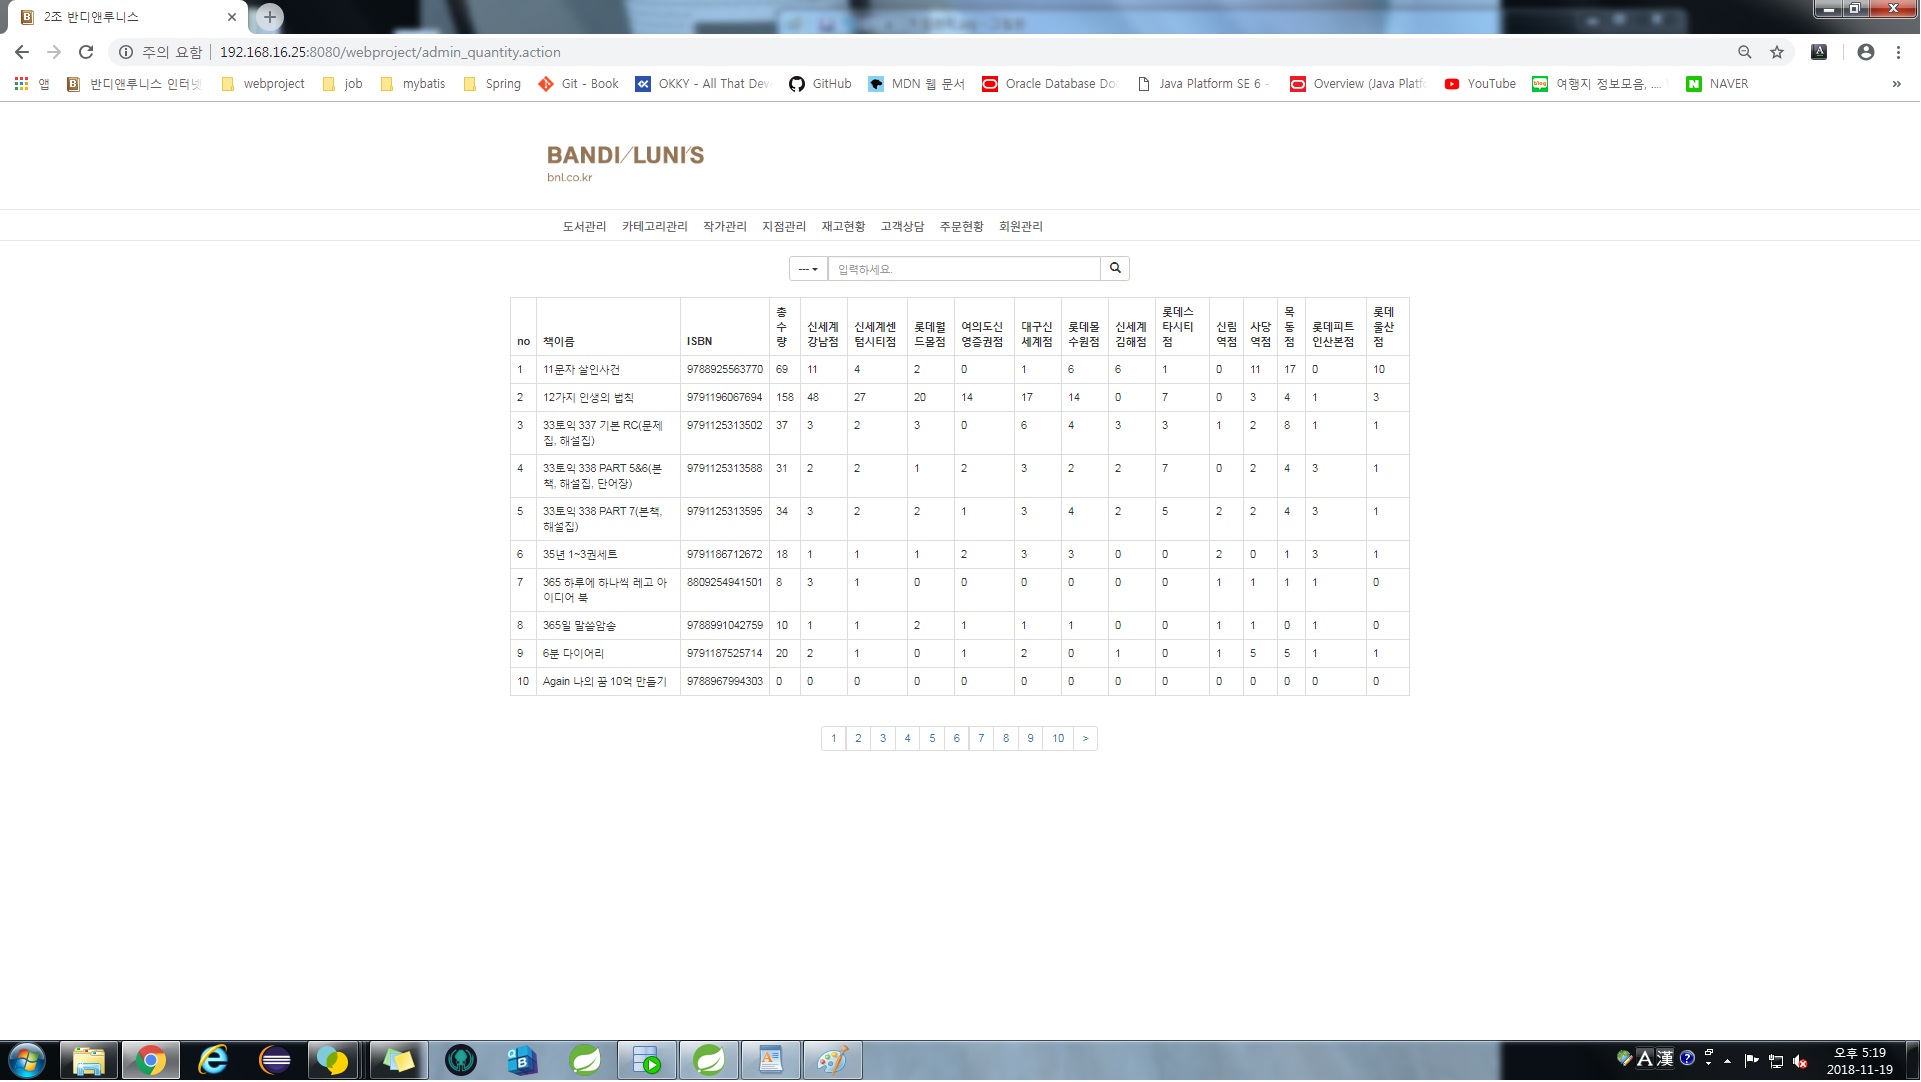 2조 반디앤루니스
주의 요함 192.168.16.25:8080/webproject/admin_quantity.action
앱 반디앤루니스 인터넷 webproject job mybatis Spring Git - Book OKKY - All That Deve GitHub MDN 웹 문서 Oracle Database Do Java Platform SE 6 - Overview (Java Platf YouTube 여행지 정보모음, .... NAVER »
BANDI/LUNI'S
bnl.co.kr
도서관리 카테고리관리 작가관리 지점관리 재고현황 고객상담 주문현황 회원관리
--- 입력하세요.
no 책이름 ISBN 총수량 신세계강남점 신세계센텀시티점 롯데월드몰점 여의도신영증권점 대구신세계점 롯데몰수원점 신세계김해점 롯데스타시티점 신림역점 사당역점 목동점 롯데피트인산본점 롯데울산점
1 11문자 살인사건 9788925563770 69 11 4 2 0 1 6 6 1 0 11 17 0 10
2 12가지 인생의 법칙 9791196067694 158 48 27 20 14 17 14 0 7 0 3 4 1 3
3 33토익 337 기본 RC(문제집, 해설집) 9791125313502 37 3 2 3 0 6 4 3 3 1 2 8 1 1
4 33토익 338 PART 5&6(본책, 해설집, 단어장) 9791125313588 31 2 2 1 2 3 2 2 7 0 2 4 3 1
5 33토익 338 PART 7(본책, 해설집) 9791125313595 34 3 2 2 1 3 4 2 5 2 2 4 3 1
6 35년 1~3권세트 9791186712672 18 1 1 1 2 3 3 0 0 2 0 1 3 1
7 365 하루에 하나씩 레고 아이디어 북 8809254941501 8 3 1 0 0 0 0 0 0 1 1 1 1 0
8 365일 말씀암송 9788991042759 10 1 1 2 1 1 1 0 0 1 1 0 1 0
9 6분 다이어리 9791187525714 20 2 1 0 1 2 0 1 0 1 5 5 1 1
10 Again 나의 꿈 10억 만들기 9788967994303 0 0 0 0 0 0 0 0 0 0 0 0 0 0
1 2 3 4 5 6 7 8 9 10 >
A 漢
오후 5:19
2018-11-19